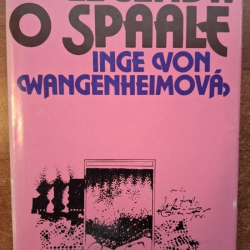 O SPAALE
INGE VON
WANGENHEIMOVÁ